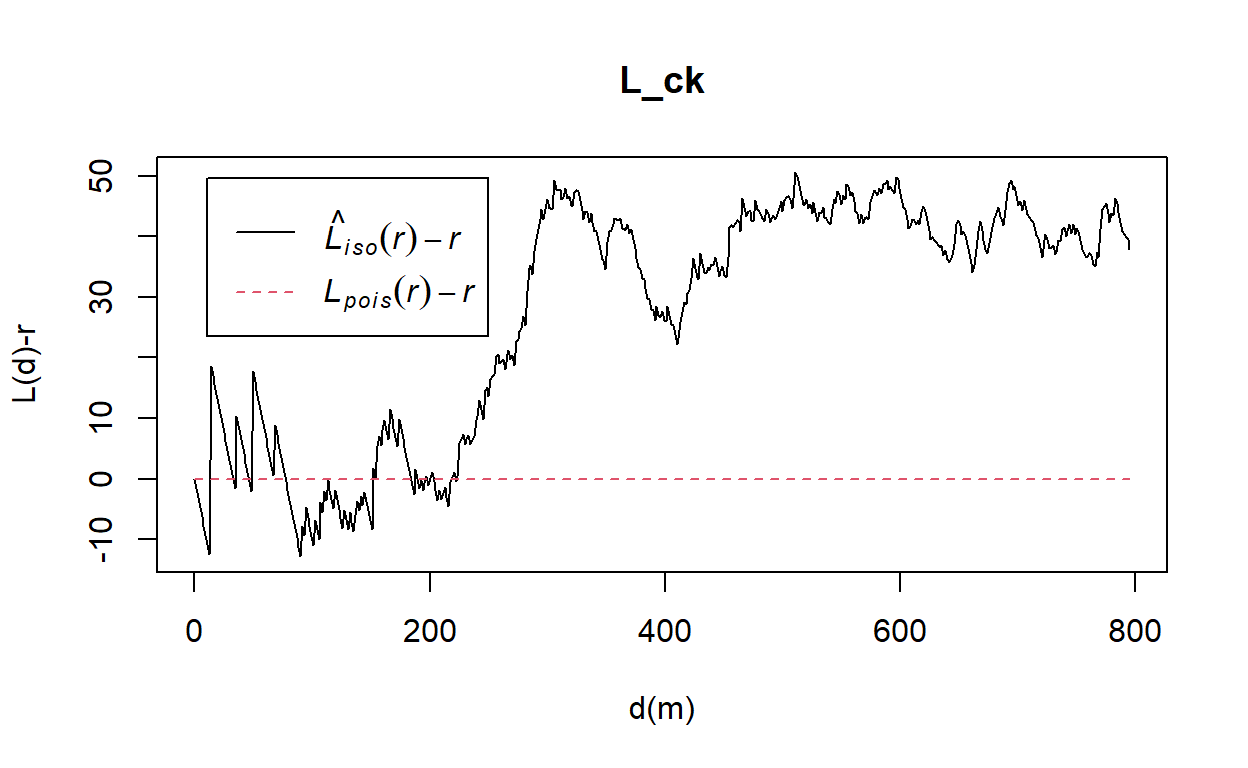 L_ck
L̂iso(r) – r
Lpois(r) – r
L(d)-r
50
30
10
0
-10
0 200 400 600 800
d(m)